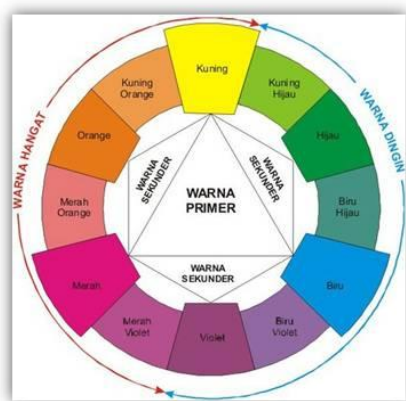 Kuning
Kuning
Orange
Kuning
Hijau
Orange
Hijau
WARNA HANGAT
WARNA DINGIN
WARNA
SEKUNDER
WARNA
SEKUNDER
WARNA
PRIMER
Merah
Orange
Biru
Hijau
WARNA
SEKUNDER
Merah
Biru
Merah
Violet
Violet
Biru
Violet